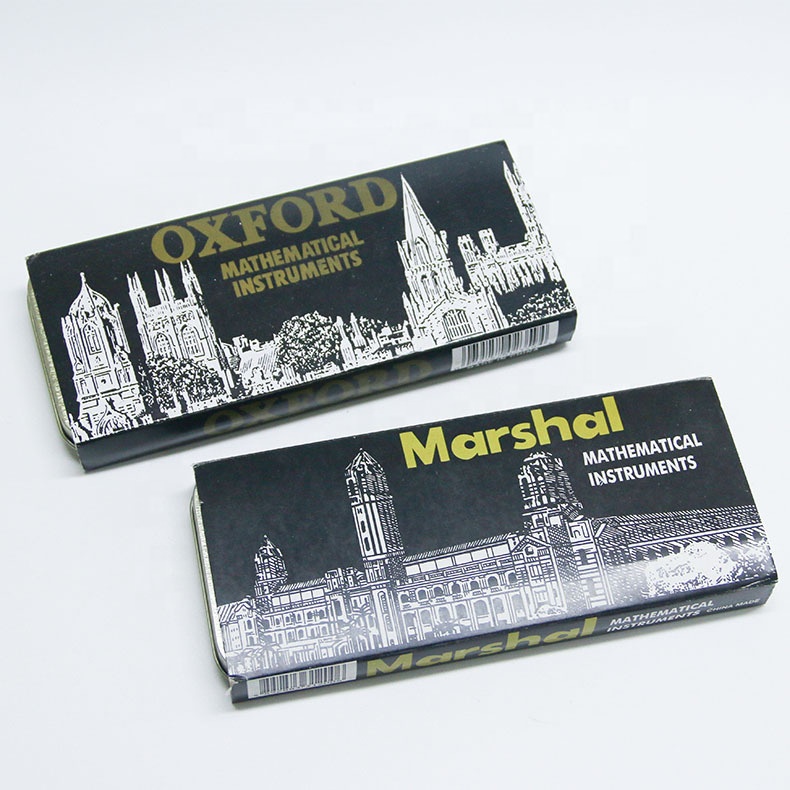 OXFORD
MATHEMATICAL
INSTRUMENTS
OXFORD
Marshal
MATHEMATICAL
INSTRUMENTS
Marshal
MATHEMATICAL
INSTRUMENTS CHINA MADE